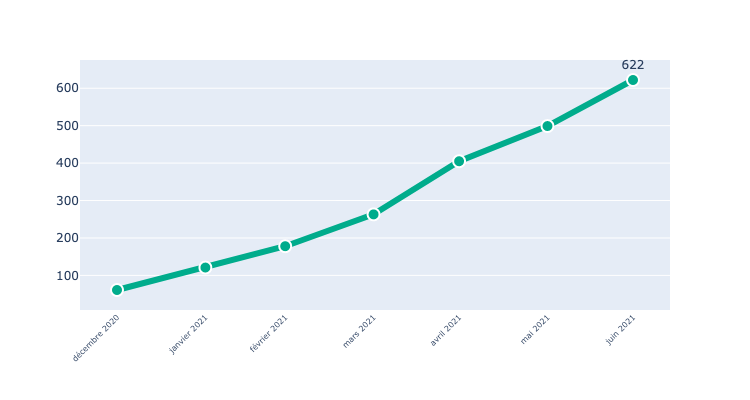 622
600
500
400
300
200
100
décembre 2020
janvier 2021
février 2021
mars 2021
avril 2021
mai 2021
juin 2021